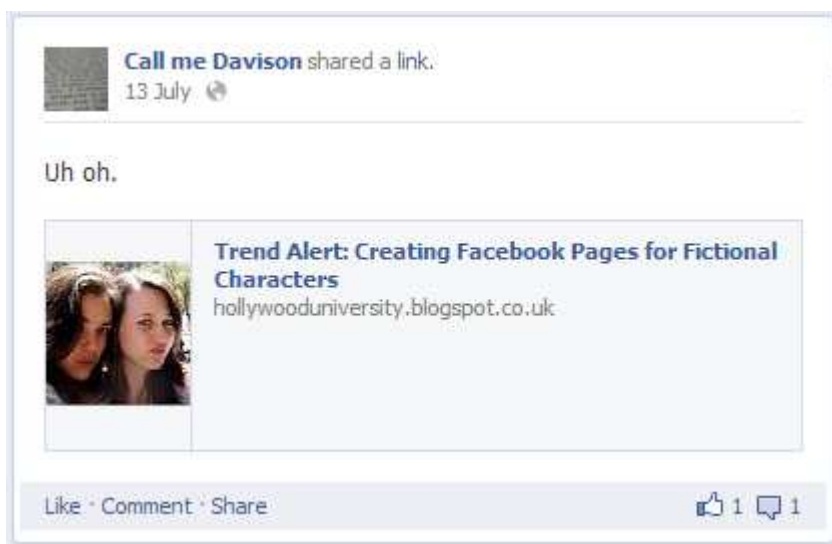 Call me Davison shared a link.
13 July
Uh oh.
Trend Alert: Creating Facebook Pages for Fictional
Characters
hollywooduniversity.blogspot.co.uk
Like · Comment · Share 1 1